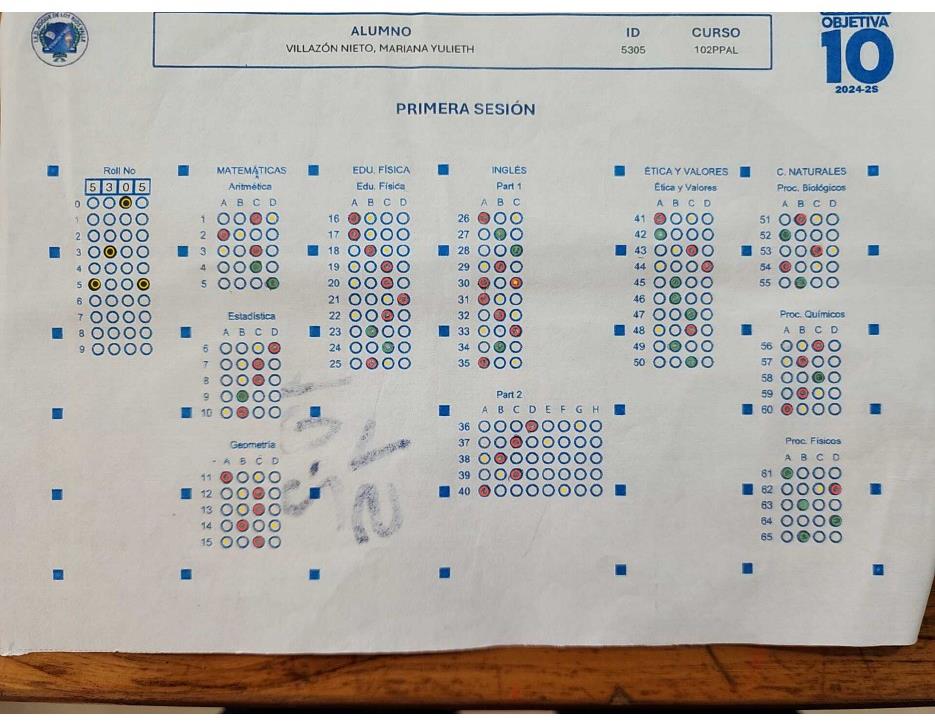 ALUMNO
VILLAZÓN NIETO, MARIANA YULIETH
ID
5305
CURSO
102PPAL
OBJETIVA
10
2024-2S
PRIMERA SESIÓN
Roll No
5 3 0 5
0
1
2
3
4
5
6
7
8
9
MATEMÁTICAS
Aritmética
A B C D
1
2
3
4
5
Estadística
A B C D
6
7
8
9
10
Geometría
A B C D
11
12
13
14
15
EDU. FÍSICA
Edu. Física
A B C D
16
17
18
19
20
21
22
23
24
25
INGLÉS
Part 1
A B C
26
27
28
29
30
31
32
33
34
35
Part 2
A B C D E F G H
36
37
38
39
40
ÉTICA Y VALORES
Ética y Valores
A B C D
41
42
43
44
45
46
47
48
49
50
C. NATURALES
Proc. Biológicos
A B C D
51
52
53
54
55
Proc. Químicos
A B C D
56
57
58
59
60
Proc. Físicos
A B C D
61
62
63
64
65